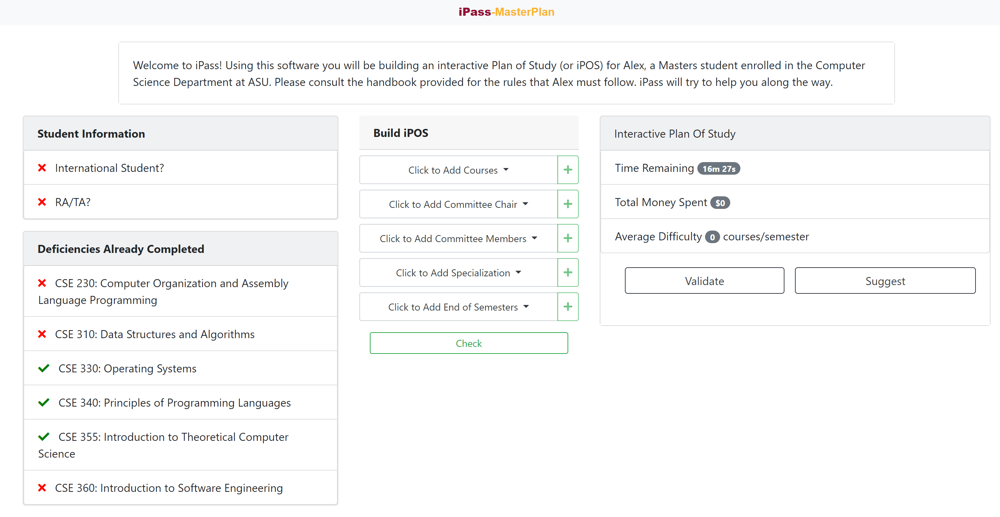 iPass-MasterPlan
Welcome to iPass! Using this software you will be building an interactive Plan of Study (or iPOS) for Alex, a Masters student enrolled in the Computer
Science Department at ASU. Please consult the handbook provided for the rules that Alex must follow. iPass will try to help you along the way.
Student Information
International Student?
RA/TA?
Deficiencies Already Completed
CSE 230: Computer Organization and Assembly
Language Programming
CSE 310: Data Structures and Algorithms
CSE 330: Operating Systems
CSE 340: Principles of Programming Languages
CSE 355: Introduction to Theoretical Computer
Science
CSE 360: Introduction to Software Engineering
Build iPOS
Click to Add Courses
Click to Add Committee Chair
Click to Add Committee Members
Click to Add Specialization
Click to Add End of Semesters
Check
Interactive Plan Of Study
Time Remaining 16m 27s
Total Money Spent $0
Average Difficulty 0 courses/semester
Validate
Suggest